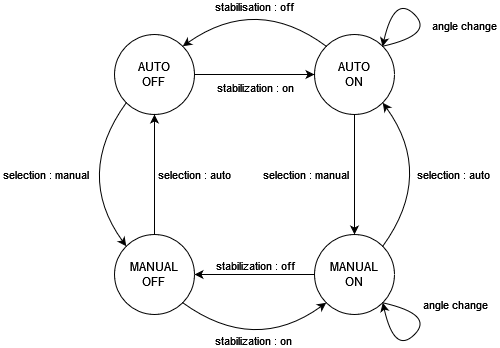 stabilisation : off
angle change
AUTO
OFF
AUTO
ON
stabilization : on
selection : manual
selection : auto
selection : manual
selection : auto
MANUAL
OFF
stabilization : off
MANUAL
ON
angle change
stabilization : on